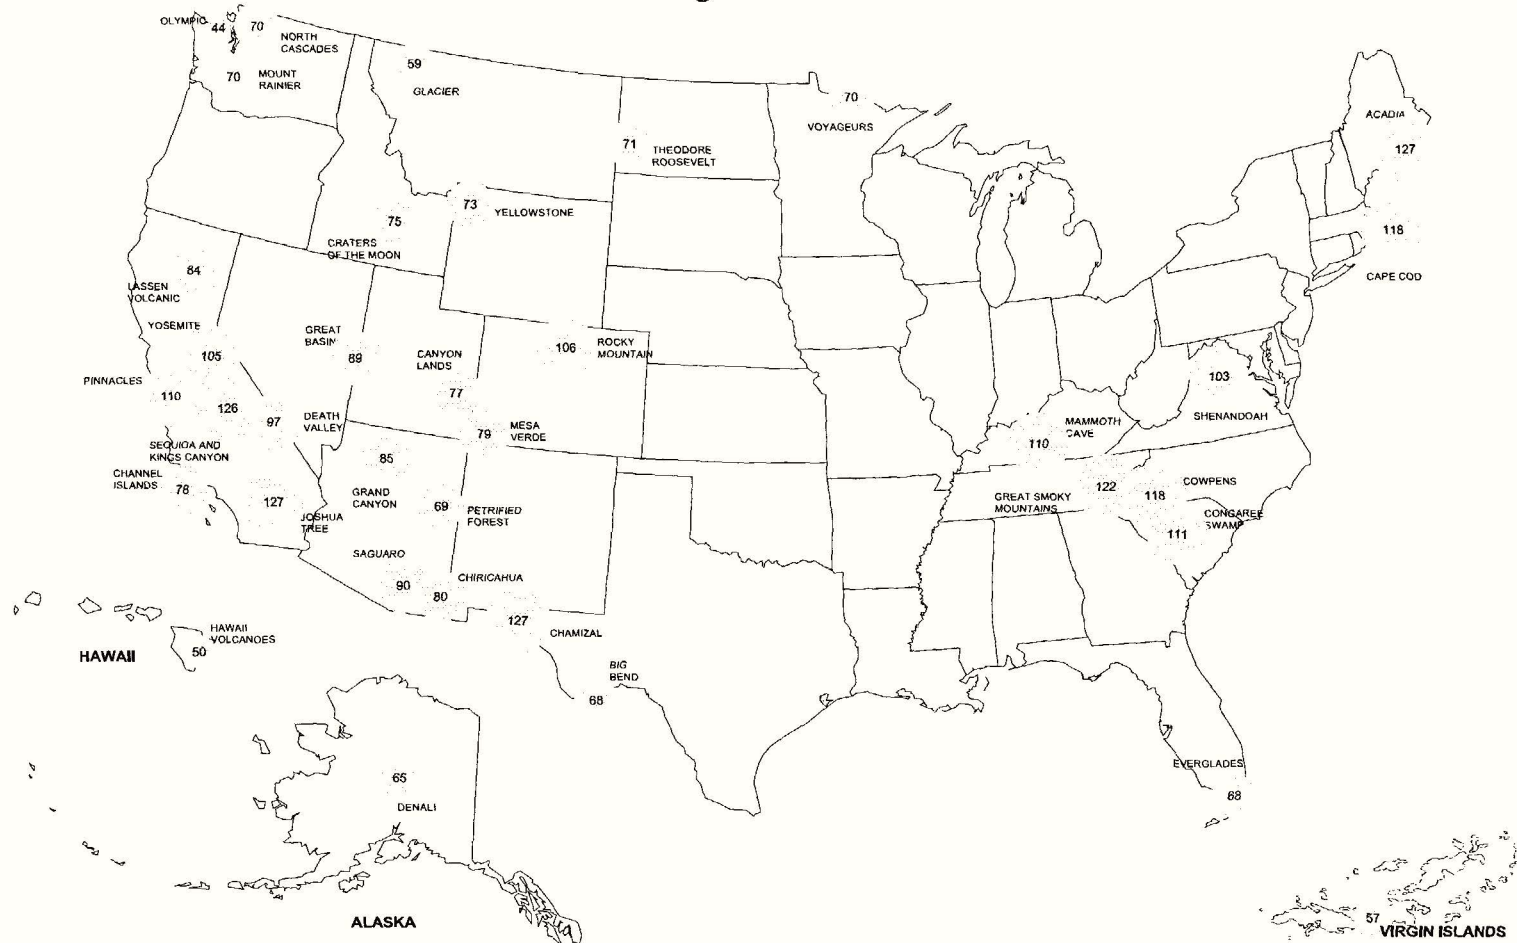 OLYMPIC
44
70
NORTH
CASCADES
70
MOUNT
RAINIER
59
GLACIER
71
THEODORE
ROOSEVELT
70
VOYAGEURS
ACADIA
127
118
CAPE COD
73
YELLOWSTONE
75
CRATERS
OF THE MOON
84
LASSEN
VOLCANIC
YOSEMITE
105
GREAT
BASIN
89
CANYON
LANDS
77
106
ROCKY
MOUNTAIN
PINNACLES
110
126
97
DEATH
VALLEY
79
MESA
VERDE
103
SHENANDOAH
MAMMOTH
CAVE
110
SEQUOIA AND
KINGS CANYON
CHANNEL
ISLANDS
78
127
JOSHUA
TREE
85
GRAND
CANYON
69
PETRIFIED
FOREST
122
118
COWPENS
GREAT SMOKY
MOUNTAINS
CONGAREE
SWAMP
111
SAGUARO
90
CHIRICAHUA
80
127
CHAMIZAL
BIG
BEND
68
HAWAII
VOLCANOES
50
HAWAII
65
DENALI
ALASKA
EVERGLADES
88
57
VIRGIN ISLANDS